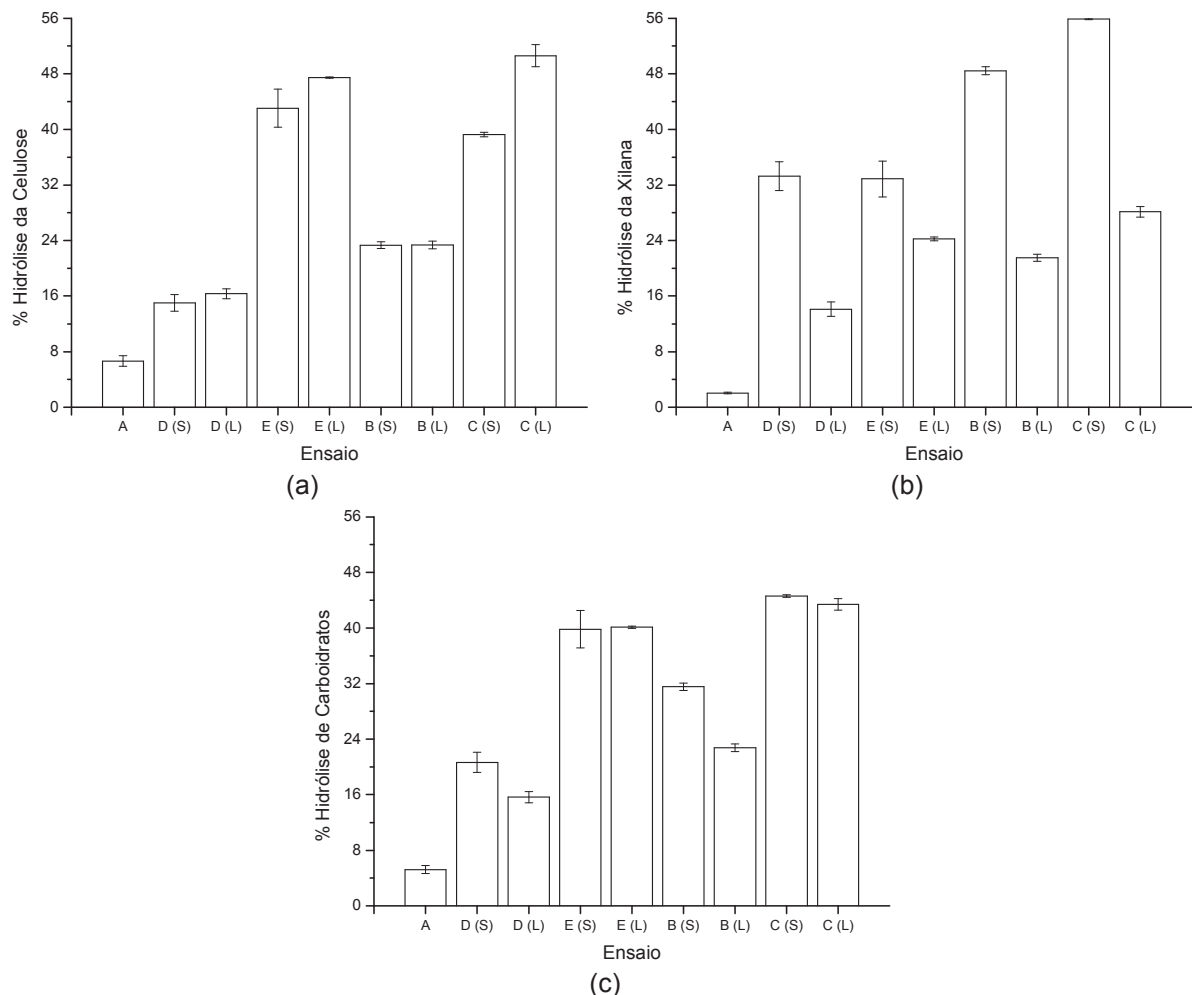 % Hidrólise da Celulose
56
48
40
32
24
16
8
0
A D (S) D (L) E (S) E (L) B (S) B (L) C (S) C (L)
Ensaio
(a)
% Hidrólise da Xilana
56
48
40
32
24
16
8
0
A D (S) D (L) E (S) E (L) B (S) B (L) C (S) C (L)
Ensaio
(b)
% Hidrólise de Carboidratos
56
48
40
32
24
16
8
0
A D (S) D (L) E (S) E (L) B (S) B (L) C (S) C (L)
Ensaio
(c)